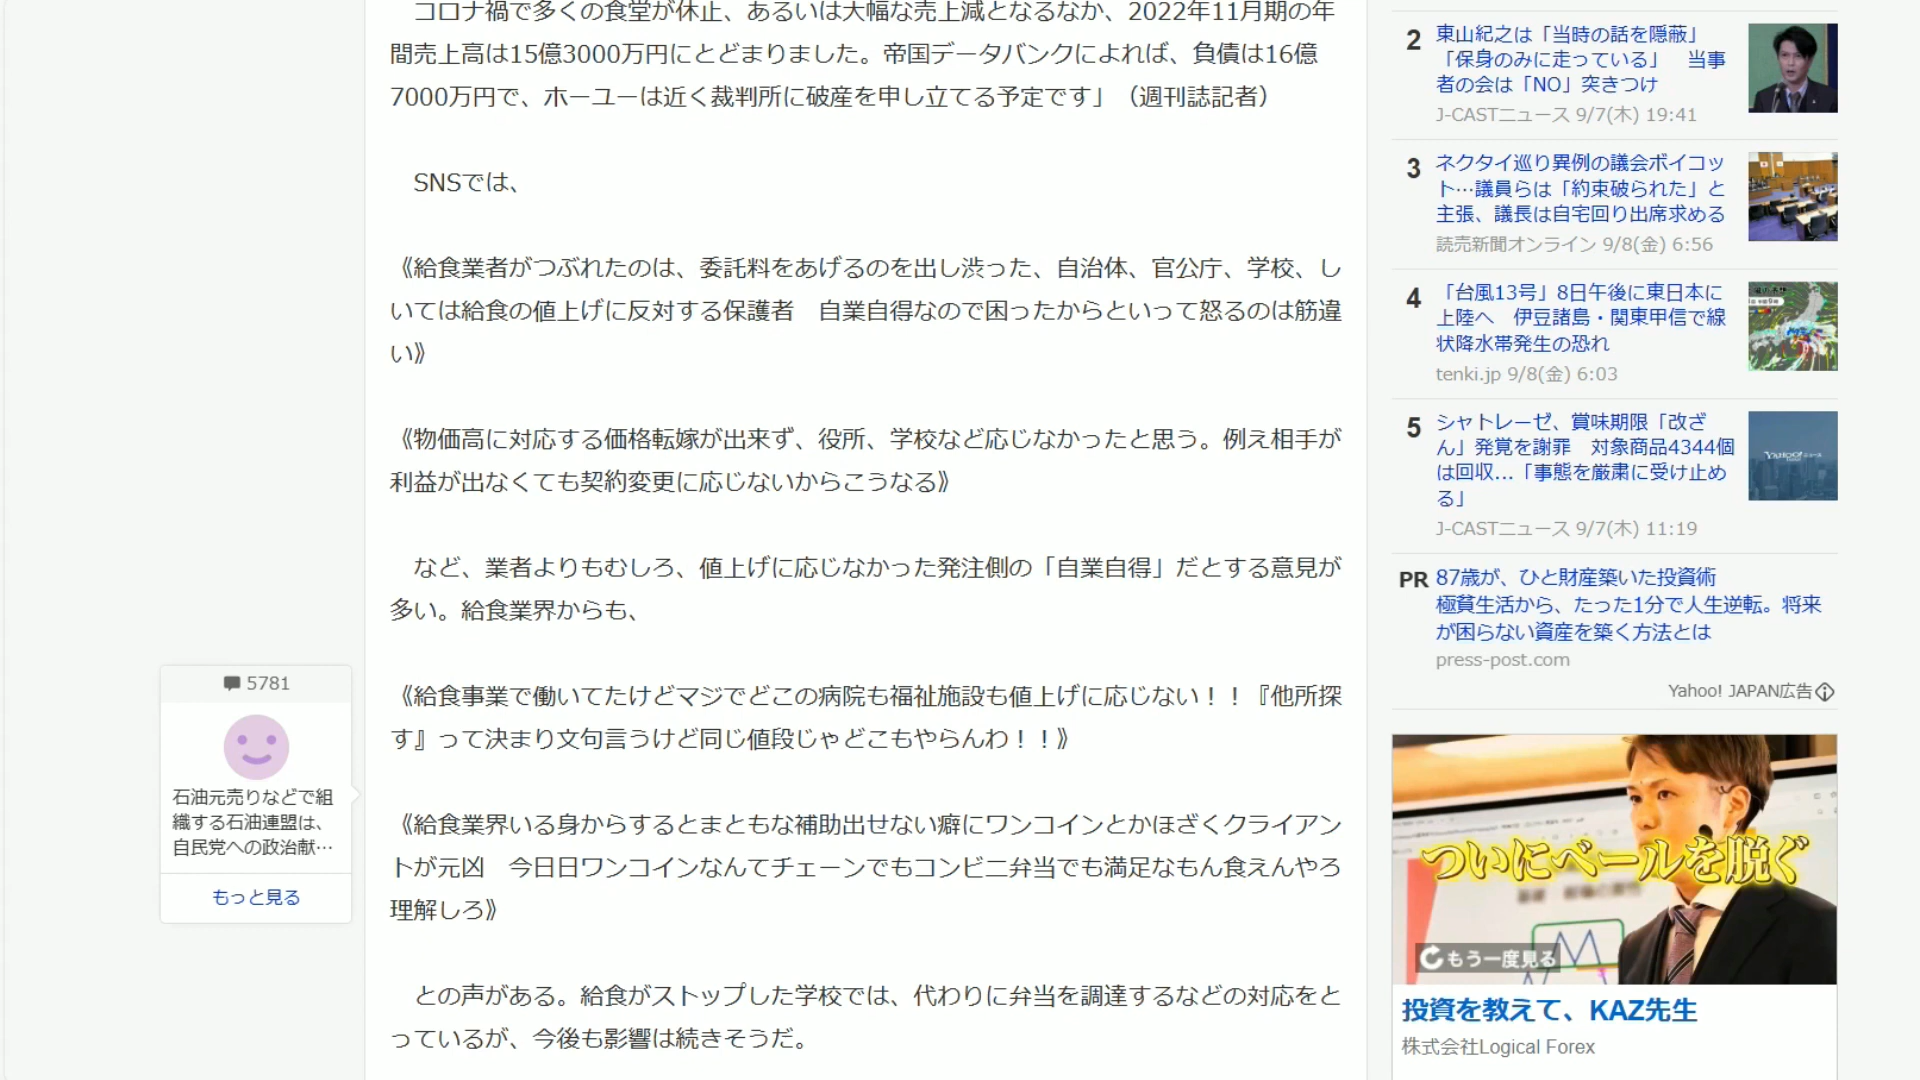 コロナ禍で多くの食堂が休止、あるいは大幅な売上減となるなか、2022年11月期の年
間売上高は15億3000万円にとどまりました。帝国データバンクによれば、負債は16億
7000万円で、ホーユーは近く裁判所に破産を申し立てる予定です」（週刊誌記者）
SNSでは、
《給食業者がつぶれたのは、委託料をあげるのを出し渋った、自治体、官公庁、学校、し
いては給食の値上げに反対する保護者　自業自得なので困ったからといって怒るのは筋違
い》
《物価高に対応する価格転嫁が出来ず、役所、学校など応じなかったと思う。例え相手が
利益が出なくても契約変更に応じないからこうなる》
など、業者よりもむしろ、値上げに応じなかった発注側の「自業自得」だとする意見が
多い。給食業界からも、
《給食事業で働いてたけどマジでどこの病院も福祉施設も値上げに応じない！！『他所探
す』って決まり文句言うけど同じ値段じゃどこもやらんわ！！》
《給食業界いる身からするとまともな補助出せない癖にワンコインとかほざくクライアン
トが元凶　今日日ワンコインなんてチェーンでもコンビニ弁当でも満足なもん食えんやろ
理解しろ》
との声がある。給食がストップした学校では、代わりに弁当を調達するなどの対応をと
っているが、今後も影響は続きそうだ。
5781
石油元売りなどで組
織する石油連盟は、
自民党への政治献…
もっと見る
2
東山紀之は「当時の話を隠蔽」
「保身のみに走っている」　当事
者の会は「NO」突きつけ
J-CASTニュース 9/7(木) 19:41
3
ネクタイ巡り異例の議会ボイコッ
ト…議員らは「約束破られた」と
主張、議長は自宅回り出席求める
読売新聞オンライン 9/8(金) 6:56
4
「台風13号」8日午後に東日本に
上陸へ　伊豆諸島・関東甲信で線
状降水帯発生の恐れ
tenki.jp 9/8(金) 6:03
5
シャトレーゼ、賞味期限「改ざ
ん」発覚を謝罪　対象商品4344個
は回収...「事態を厳粛に受け止め
る」
J-CASTニュース 9/7(木) 11:19
YAHOO!ニュース
PR
87歳が、ひと財産築いた投資術
極貧生活から、たった1分で人生逆転。将来
が困らない資産を築く方法とは
press-post.com
Yahoo! JAPAN広告
ついにベールを脱ぐ
もう一度見る
投資を教えて、KAZ先生
株式会社Logical Forex